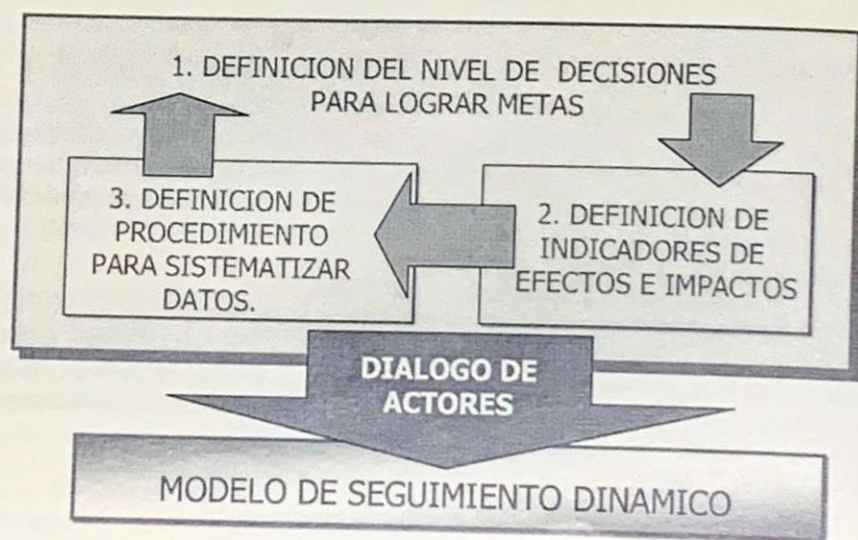 1. DEFINICION DEL NIVEL DE DECISIONES
PARA LOGRAR METAS
2. DEFINICION DE
INDICADORES DE
EFECTOS E IMPACTOS
3. DEFINICION DE
PROCEDIMIENTO
PARA SISTEMATIZAR
DATOS.
DIALOGO DE
ACTORES
MODELO DE SEGUIMIENTO DINAMICO